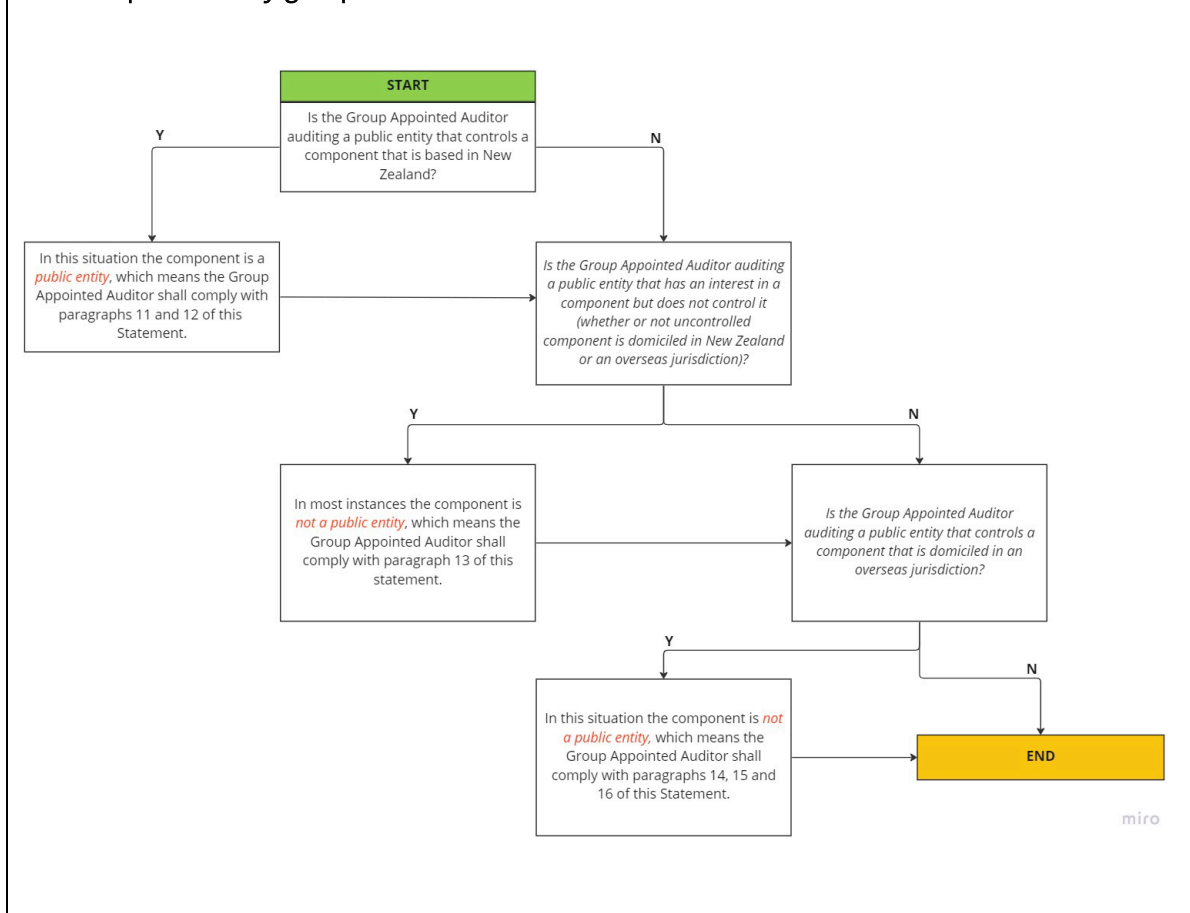 START
Is the Group Appointed Auditor
auditing a public entity that controls a
component that is based in New
Zealand?
Y
N
In this situation the component is a
public entity, which means the Group
Appointed Auditor shall comply with
paragraphs 11 and 12 of this
Statement.
Is the Group Appointed Auditor auditing
a public entity that has an interest in a
component but does not control it
(whether or not uncontrolled
component is domiciled in New Zealand
or an overseas jurisdiction)?
Y
N
In most instances the component is
not a public entity, which means the
Group Appointed Auditor shall
comply with paragraph 13 of this
statement.
Is the Group Appointed Auditor
auditing a public entity that controls a
component that is domiciled in an
overseas jurisdiction?
Y
N
In this situation the component is not
a public entity, which means the
Group Appointed Auditor shall
comply with paragraphs 14, 15 and
16 of this Statement.
END
miro